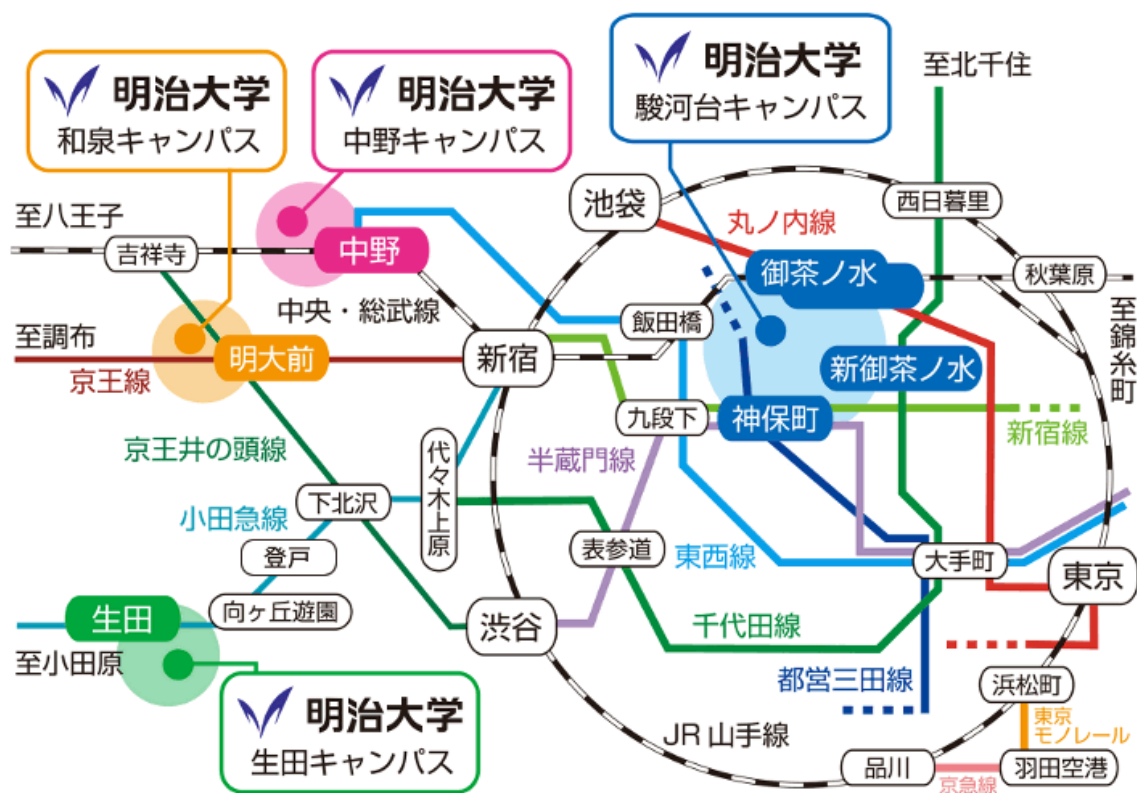 明治大学
和泉キャンパス
明治大学
中野キャンパス
明治大学
駿河台キャンパス
至北千住
至八王子
吉祥寺
中野
池袋
丸ノ内線
西日暮里
御茶ノ水
秋葉原
中央・総武線
飯田橋
至錦糸町
至調布
京王線
明大前
新宿
新御茶ノ水
九段下
神保町
新宿線
京王井の頭線
代々木上原
半蔵門線
小田急線
下北沢
登戸
表参道
東西線
大手町
東京
生田
向ヶ丘遊園
渋谷
千代田線
至小田原
都営三田線
浜松町
明治大学
生田キャンパス
JR 山手線
東京
モノレール
品川
京急線
羽田空港